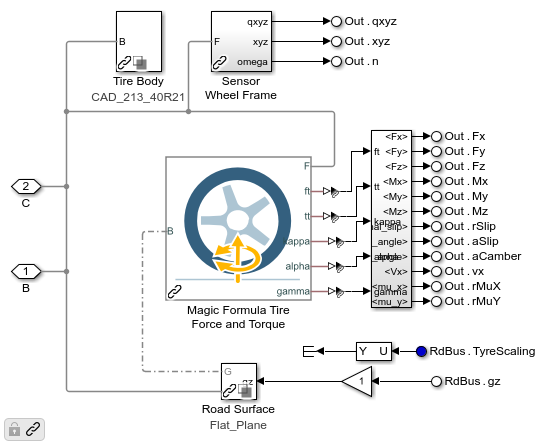 qxyz
Out.qxyz
B
F
xyz
Out.xyz
omega
Out.n
Tire Body
Sensor
Wheel Frame
CAD_213_40R21
F
<Fx>
Out.Fx
ft
<Fy>
Out.Fy
<Fz>
Out.Fz
ft
<Mx>
Out.Mx
tt
2
C
<My>
Out.My
tt
<Mz>
Out.Mz
kappa
Out.rSlip
B
kappa
_angle>
Out.aSlip
alpha
Out.aCamber
alpha
<Vx>
Out.vx
gamma
gamma
<mu_x>
Out.rMuX
<mu_y>
Out.rMuY
1
B
Magic Formula Tire
Force and Torque
Y U
RdBus.TyreScaling
G
gz
1
RdBus.gz
Road Surface
Flat_Plane